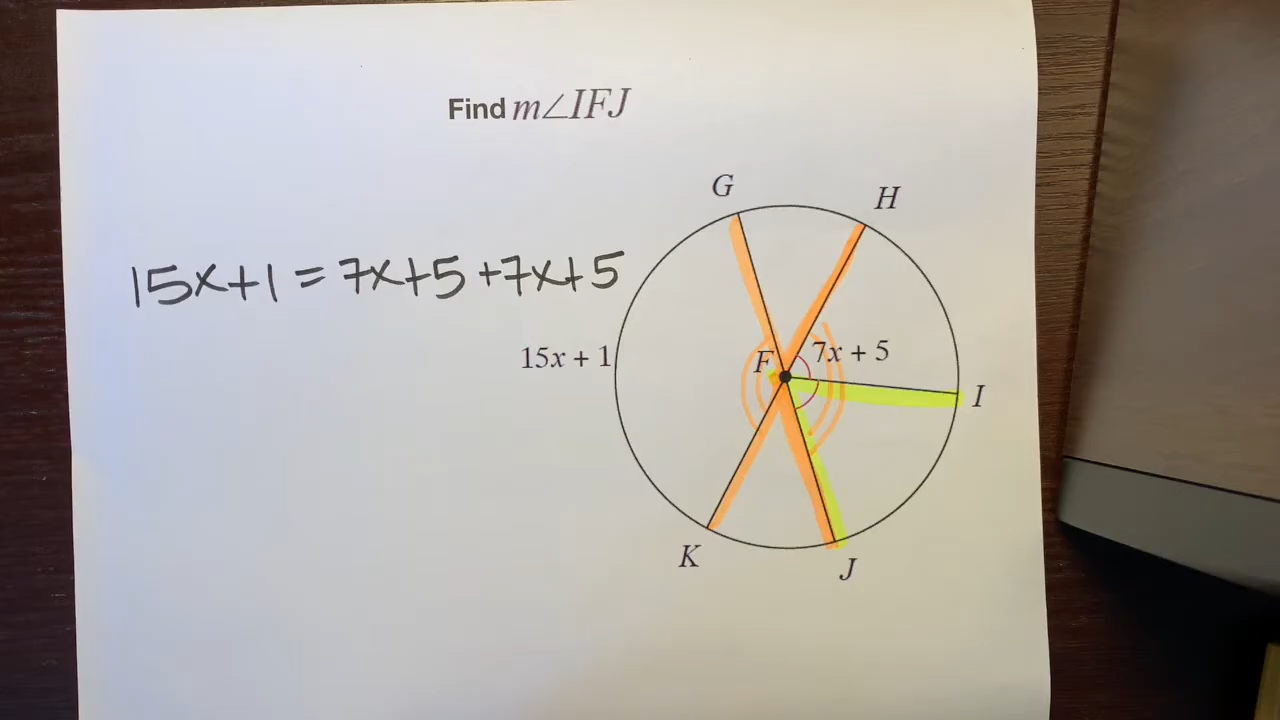 Find m∠IFJ
G
H
15x+1 = 7x+5 +7x+5
15x + 1
F
7x + 5
I
K
J